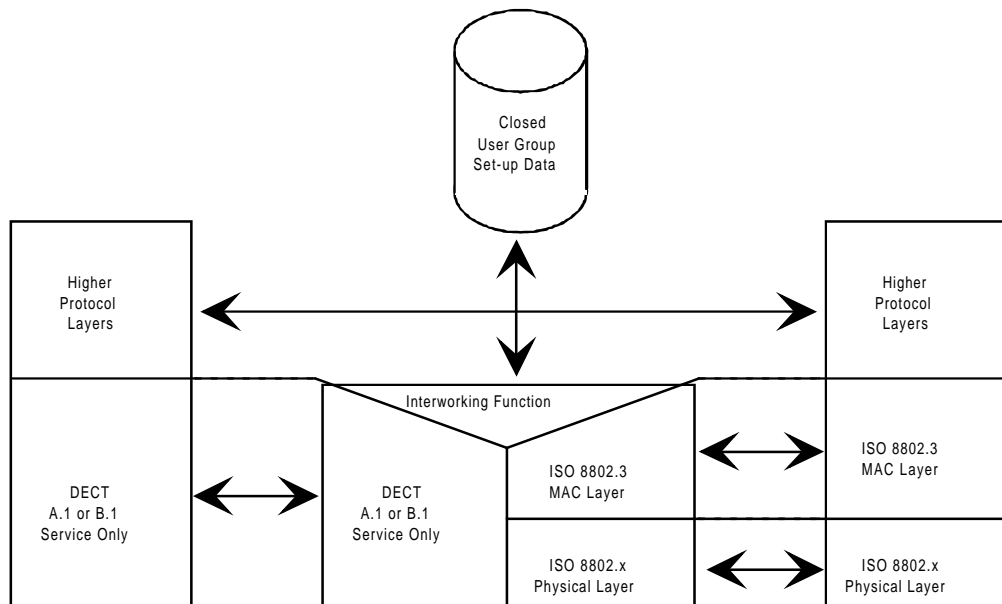 Closed
User Group
Set-up Data
Higher
Protocol
Layers
Higher
Protocol
Layers
Interworking Function
DECT
A.1 or B.1
Service Only
DECT
A.1 or B.1
Service Only
ISO 8802.3
MAC Layer
ISO 8802.3
MAC Layer
ISO 8802.x
Physical Layer
ISO 8802.x
Physical Layer